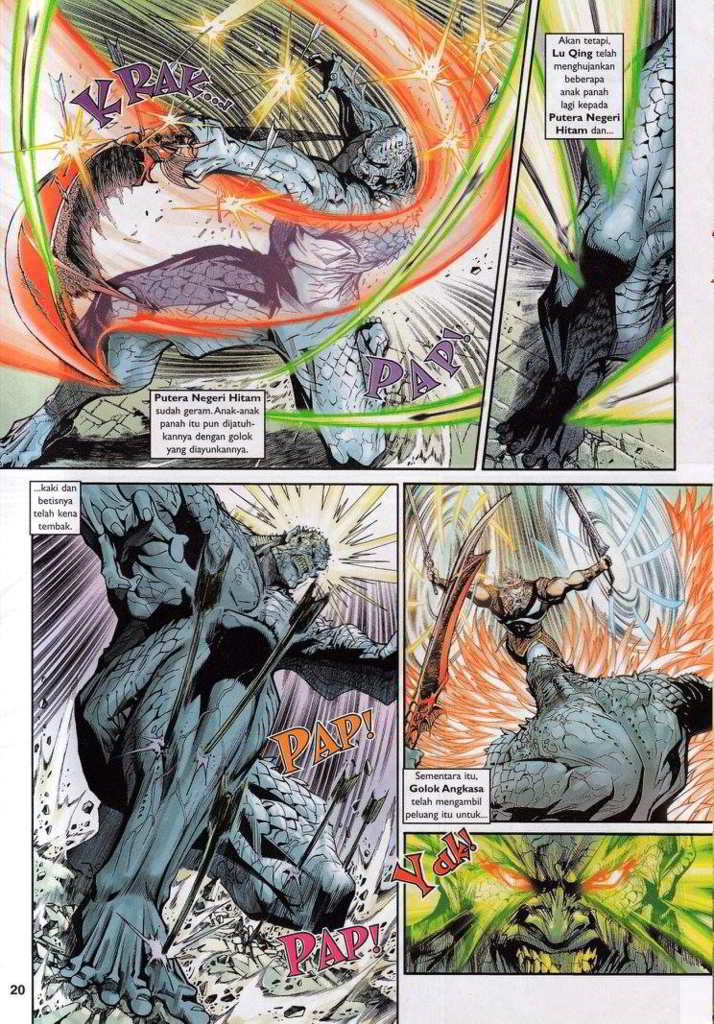 KRAK...!
PAP!
Putera Negeri Hitam
sudah geram. Anak-anak
panah itu pun dijatuh-
kannya dengan golok
yang diayunkannya.
Akan tetapi,
Lu Qing telah
menghujankan
beberapa
anak panah
lagi kepada
Putera Negeri
Hitam dan...
...kaki dan
betisnya
telah kena
tembak.
PAP!
PAP!
Sementara itu,
Golok Angkasa
telah mengambil
peluang itu untuk...
Yak!
20